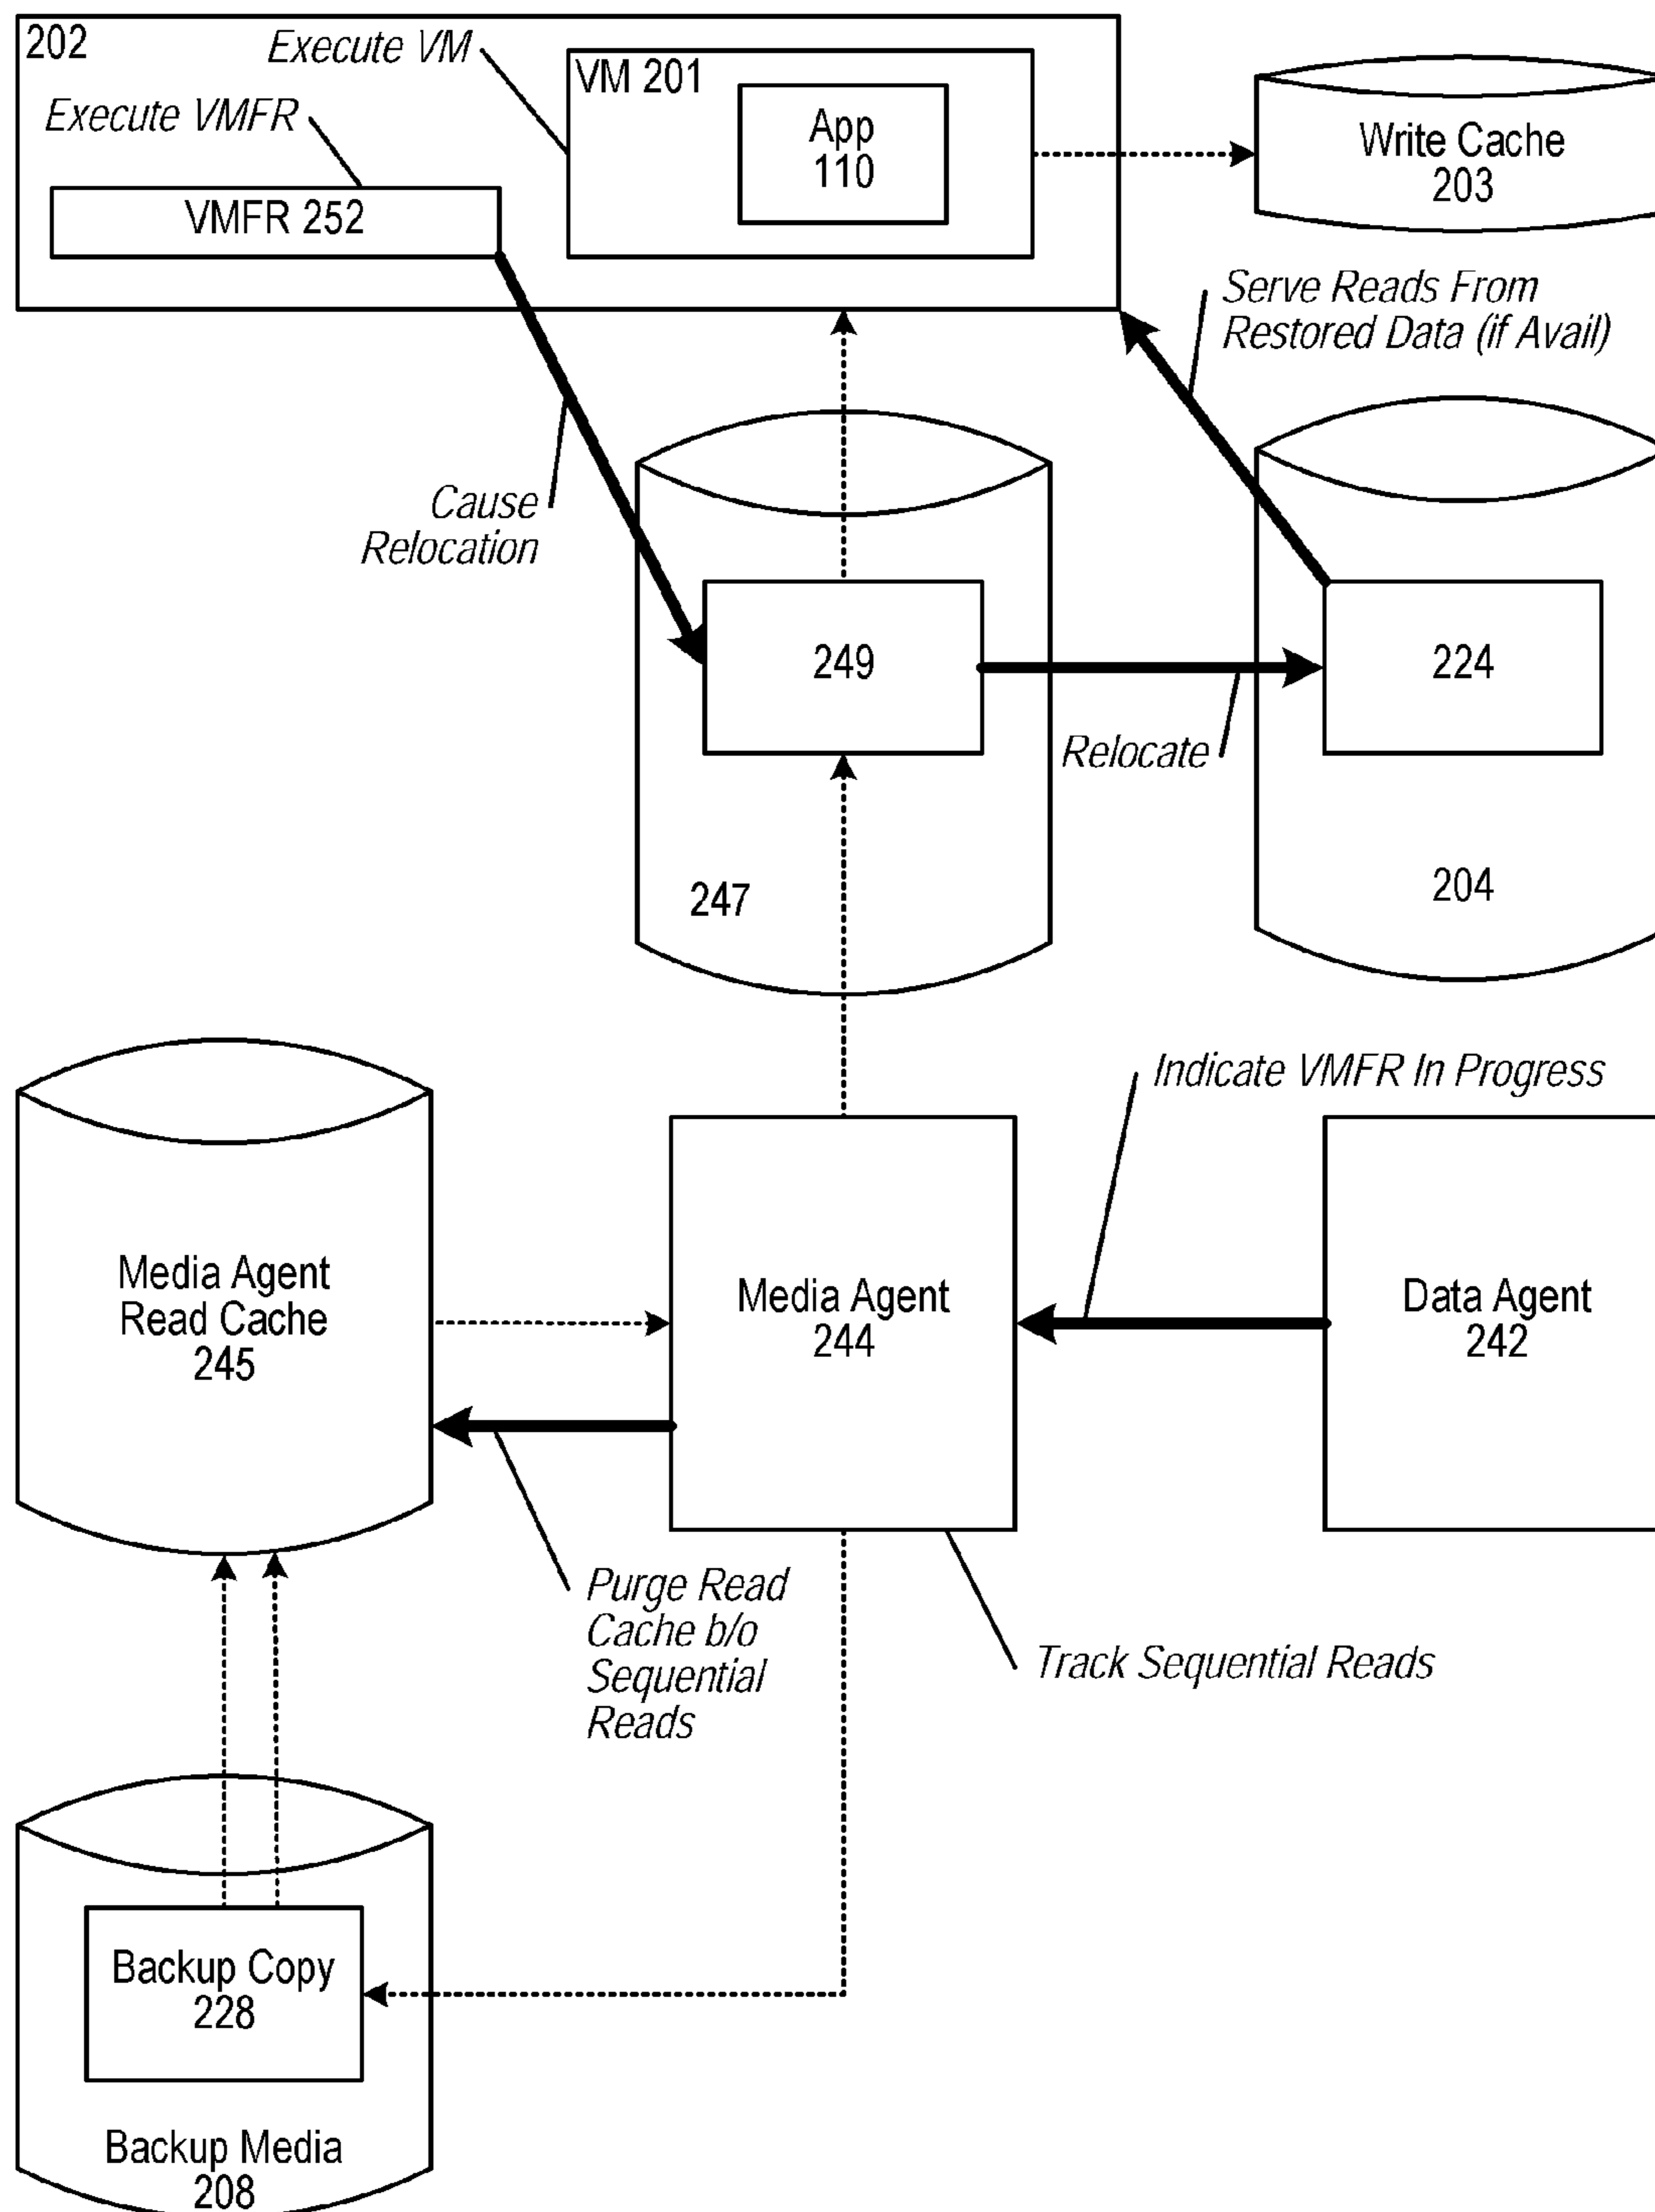 202
Execute VM
VM 201
Execute VMFR
App
110
Write Cache
203
VMFR 252
Serve Reads From
Restored Data (if Avail)
Cause
Relocation
249
224
Relocate
247
204
Indicate VMFR In Progress
Media Agent
Read Cache
245
Media Agent
244
Data Agent
242
Purge Read
Cache b/o
Sequential
Reads
Track Sequential Reads
Backup Copy
228
Backup Media
208